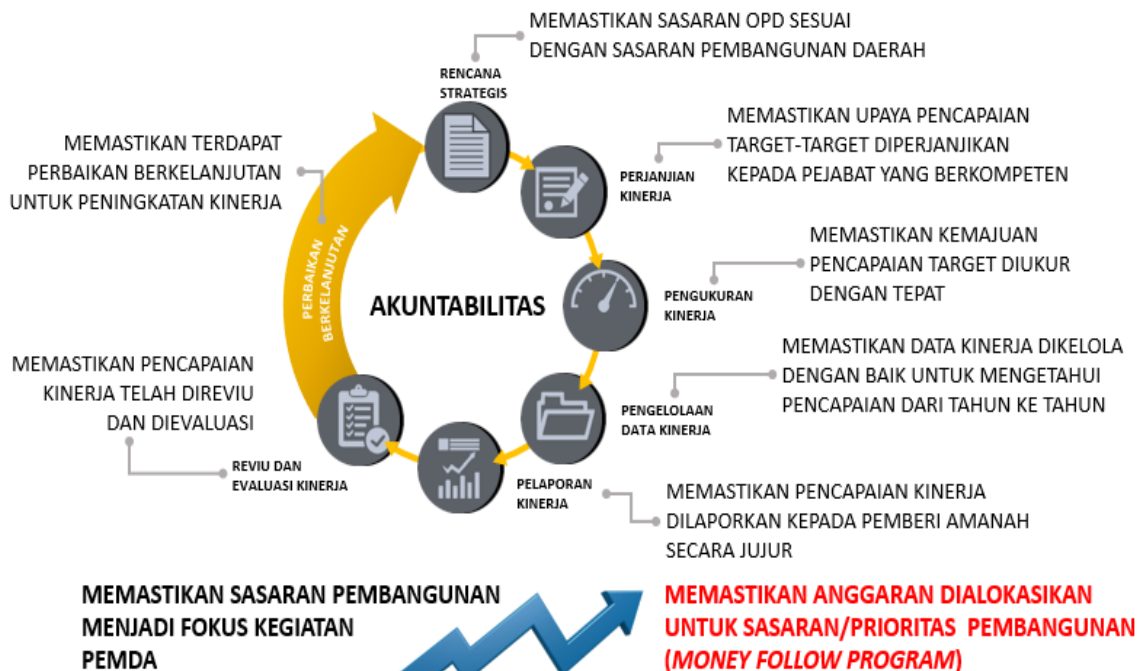 MEMASTIKAN SASARAN OPD SESUAI
DENGAN SASARAN PEMBANGUNAN DAERAH
RENCANA
STRATEGIS
MEMASTIKAN UPAYA PENCAPAIAN
TARGET-TARGET DIPERJANJIKAN
KEPADA PEJABAT YANG BERKOMPETEN
PERJANJIAN
KINERJA
MEMASTIKAN KEMAJUAN
PENCAPAIAN TARGET DIUKUR
DENGAN TEPAT
PENGUKURAN
KINERJA
MEMASTIKAN DATA KINERJA DIKELOLA
DENGAN BAIK UNTUK MENGETAHUI
PENCAPAIAN DARI TAHUN KE TAHUN
PENGELOLAAN
DATA KINERJA
MEMASTIKAN PENCAPAIAN KINERJA
DILAPORKAN KEPADA PEMBERI AMANAH
SECARA JUJUR
PELAPORAN
KINERJA
MEMASTIKAN PENCAPAIAN
KINERJA TELAH DIREVIU
DAN DIEVALUASI
REVIU DAN
EVALUASI KINERJA
MEMASTIKAN TERDAPAT
PERBAIKAN BERKELANJUTAN
UNTUK PENINGKATAN KINERJA
PERBAIKAN
BERKELANJUTAN
AKUNTABILITAS
MEMASTIKAN SASARAN PEMBANGUNAN
MENJADI FOKUS KEGIATAN
PEMDA
MEMASTIKAN ANGGARAN DIALOKASIKAN
UNTUK SASARAN/PRIORITAS PEMBANGUNAN
(MONEY FOLLOW PROGRAM)